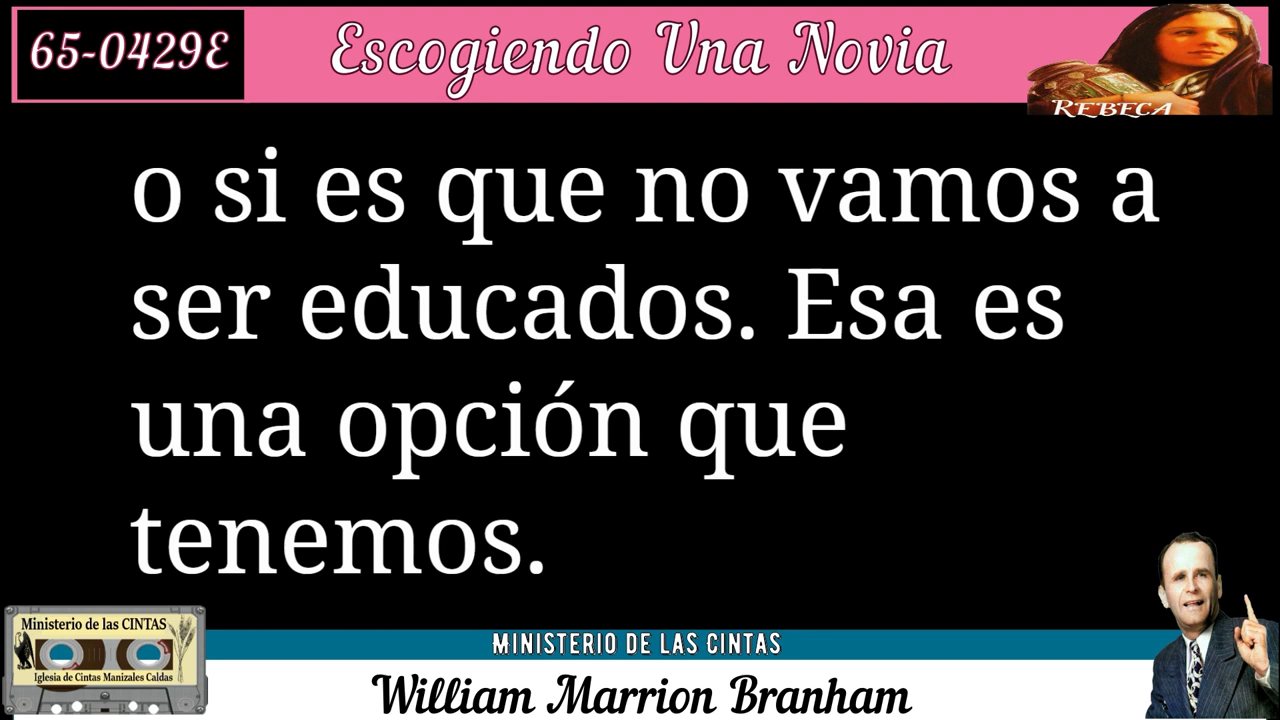 65-0429E
Escogiendo Una Novia
REBECA
o si es que no vamos a
ser educados. Esa es
una opción que
tenemos.
Ministerio de las CINTAS
Iglesia de Cintas Manizales Caldas
MINISTERIO DE LAS CINTAS
William Marrion Branham